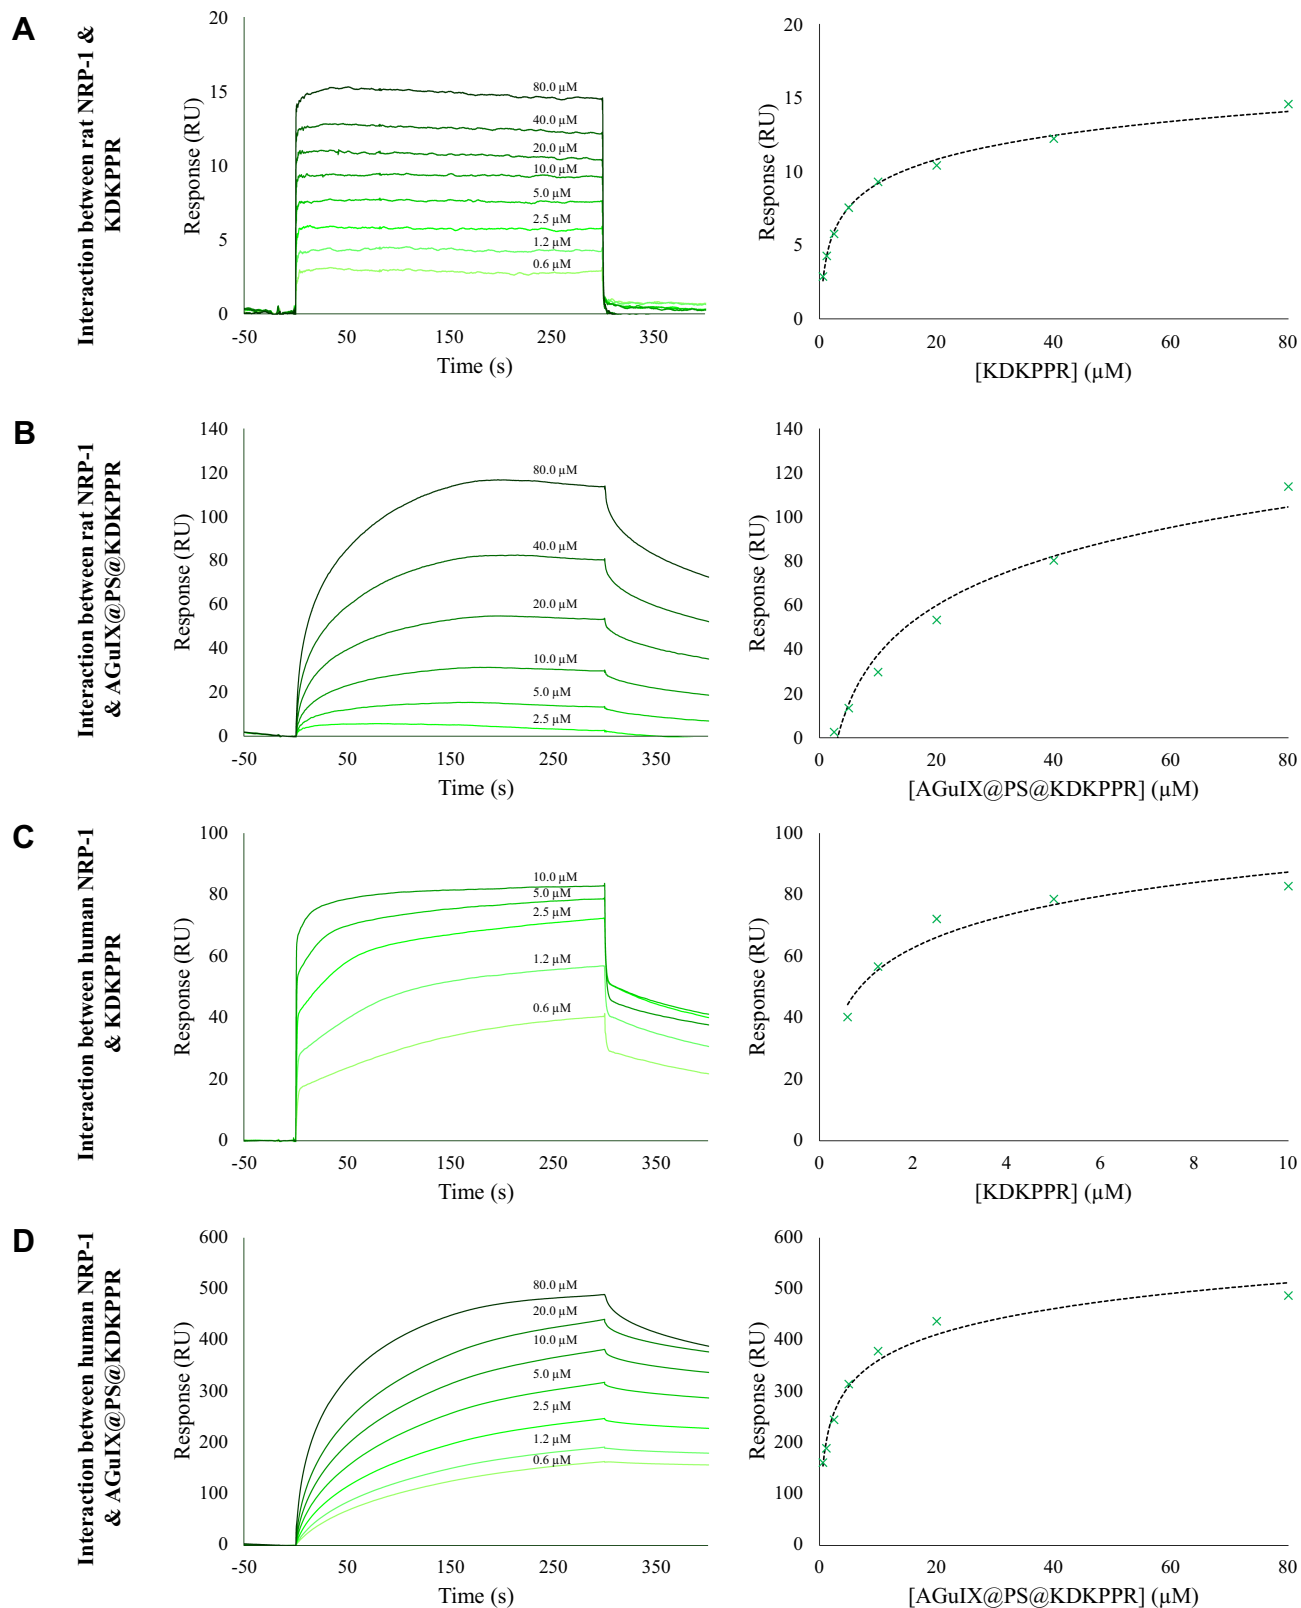 A
Interaction between rat NRP-1 &
KDKPPR
Response (RU)
20
15
10
5
0
80.0 µM
40.0 µM
20.0 µM
10.0 µM
5.0 µM
2.5 µM
1.2 µM
0.6 µM
-50 50 150 250 350
Time (s)
Response (RU)
20
15
10
5
0
0 20 40 60 80
[KDKPPR] (µM)
B
Interaction between rat NRP-1
& AGuIX@PS@KDKPPR
Response (RU)
140
120
100
80
60
40
20
0
80.0 µM
40.0 µM
20.0 µM
10.0 µM
5.0 µM
2.5 µM
-50 50 150 250 350
Time (s)
Response (RU)
140
120
100
80
60
40
20
0
0 20 40 60 80
[AGuIX@PS@KDKPPR] (µM)
C
Interaction between human NRP-1
& KDKPPR
Response (RU)
100
80
60
40
20
0
10.0 µM
5.0 µM
2.5 µM
1.2 µM
0.6 µM
-50 50 150 250 350
Time (s)
Response (RU)
100
80
60
40
20
0
0 2 4 6 8 10
[KDKPPR] (µM)
D
Interaction between human NRP-1
& AGuIX@PS@KDKPPR
Response (RU)
600
500
400
300
200
100
0
80.0 µM
20.0 µM
10.0 µM
5.0 µM
2.5 µM
1.2 µM
0.6 µM
-50 50 150 250 350
Time (s)
Response (RU)
600
500
400
300
200
100
0
0 20 40 60 80
[AGuIX@PS@KDKPPR] (µM)